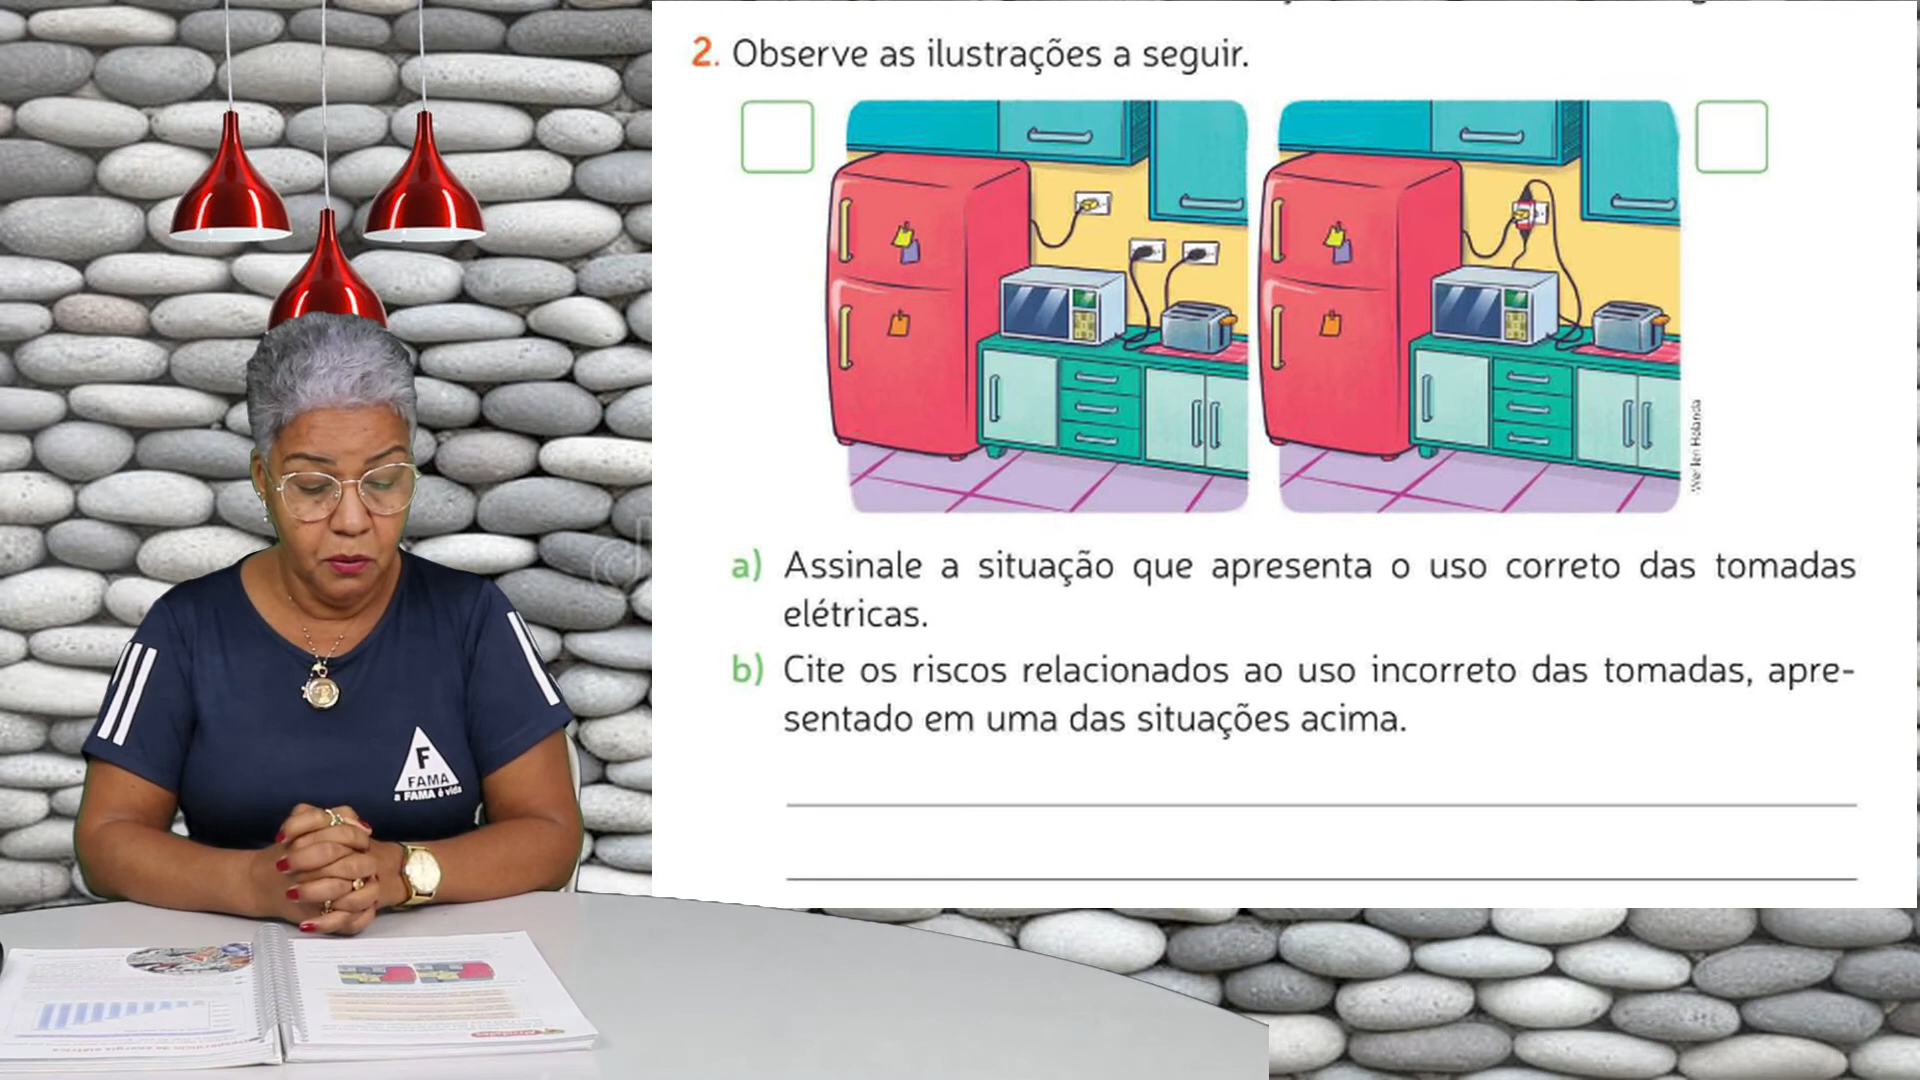 2. Observe as ilustrações a seguir.
a) Assinale a situação que apresenta o uso correto das tomadas
elétricas.
b) Cite os riscos relacionados ao uso incorreto das tomadas, apre-
sentado em uma das situações acima.
F
FAMA
a FAMA é vida